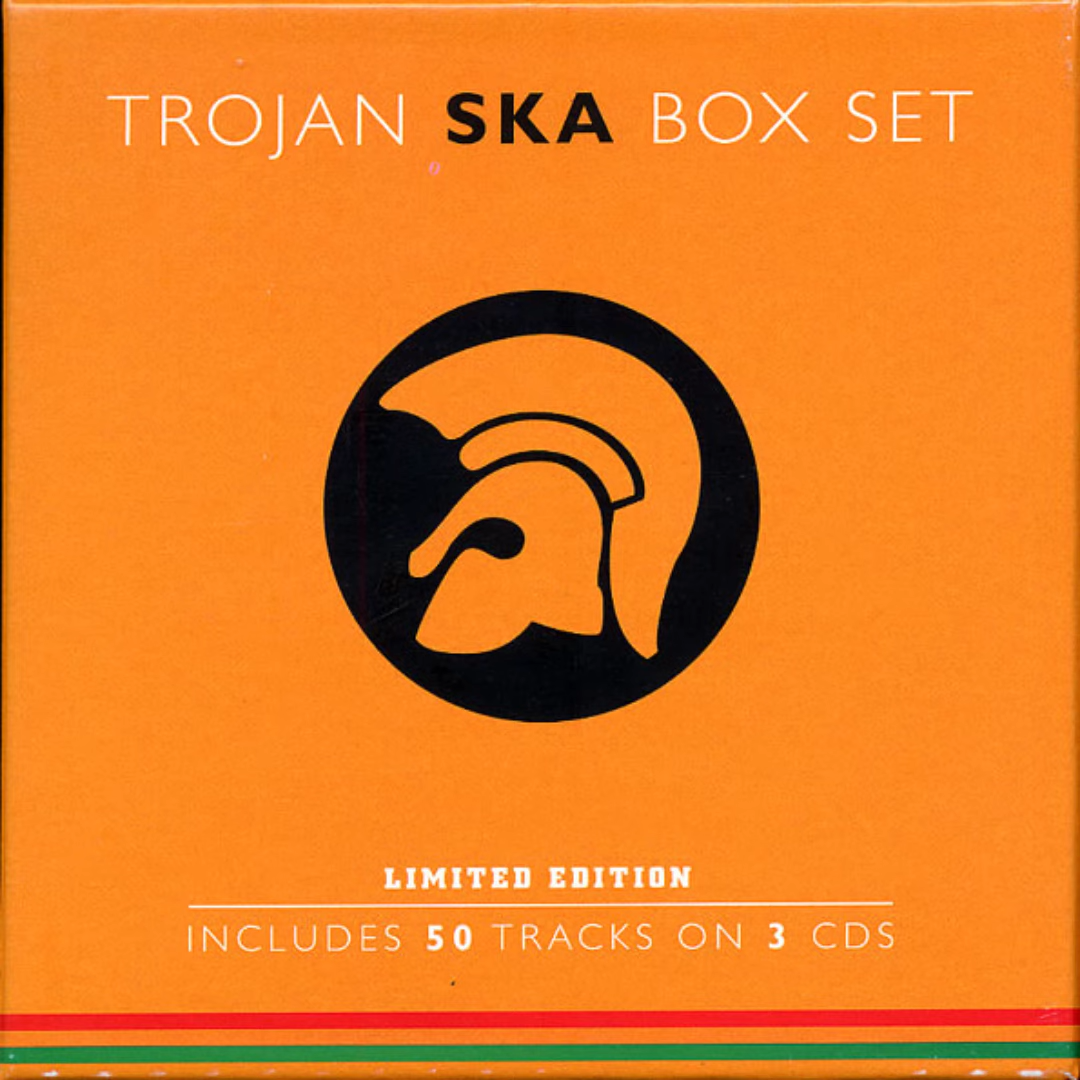 TROJAN SKA BOX SET
LIMITED EDITION
INCLUDES 50 TRACKS ON 3 CDS